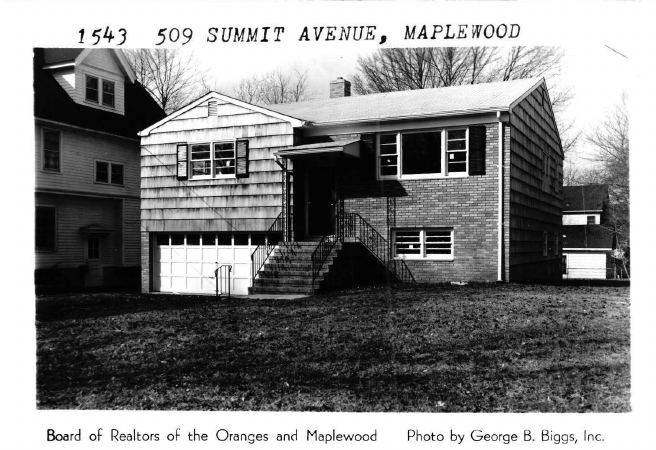 1543 509 SUMMIT AVENUE, MAPLEWOOD
Board of Realtors of the Oranges and Maplewood Photo by George B. Biggs, Inc.